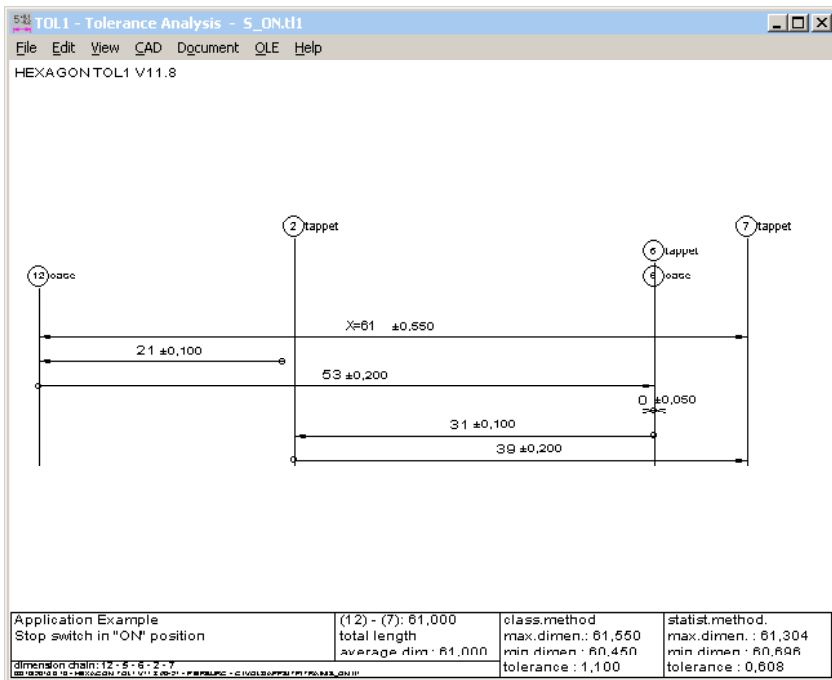 TOL1 - Tolerance Analysis - S_ON.tl1
File Edit View CAD Document OLE Help
HEXAGON TOL1 V11.8
2 tappet
7 tappet
6 tappet
12 case
6 case
X=61 ±0,550
21 ±0,100
53 ±0,200
0 ±0,050
31 ±0,100
39 ±0,200
Application Example
Stop switch in "ON" position
dimension chain: 12 - 5 - 6 - 2 - 7
(12) - (7): 61,000
total length
average dim : 61,000
class.method
max.dimen.: 61,550
min dimen : 60,450
tolerance : 1,100
statist.method.
max.dimen. : 61,304
min dimen : 60,696
tolerance : 0,608